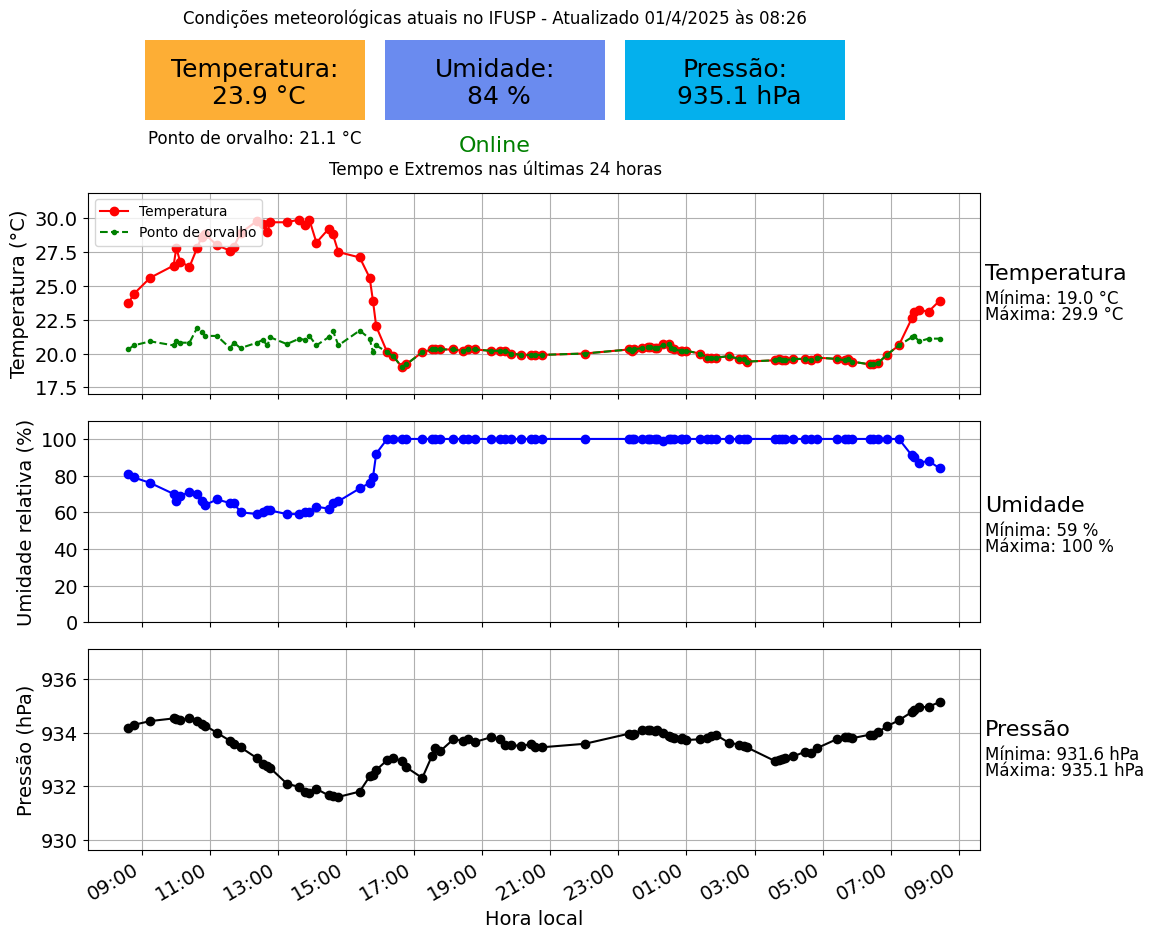 Condições meteorológicas atuais no IFUSP - Atualizado 01/4/2025 às 08:26
Temperatura:
23.9 °C
Umidade:
84 %
Pressão:
935.1 hPa
Ponto de orvalho: 21.1 °C
Online
Tempo e Extremos nas últimas 24 horas
Temperatura (°C)
30.0
27.5
25.0
22.5
20.0
17.5
Temperatura
Ponto de orvalho
Temperatura
Mínima: 19.0 °C
Máxima: 29.9 °C
Umidade relativa (%)
100
80
60
40
20
0
Umidade
Mínima: 59 %
Máxima: 100 %
Pressão (hPa)
936
934
932
930
Pressão
Mínima: 931.6 hPa
Máxima: 935.1 hPa
09:00 11:00 13:00 15:00 17:00 19:00 21:00 23:00 01:00 03:00 05:00 07:00 09:00
Hora local